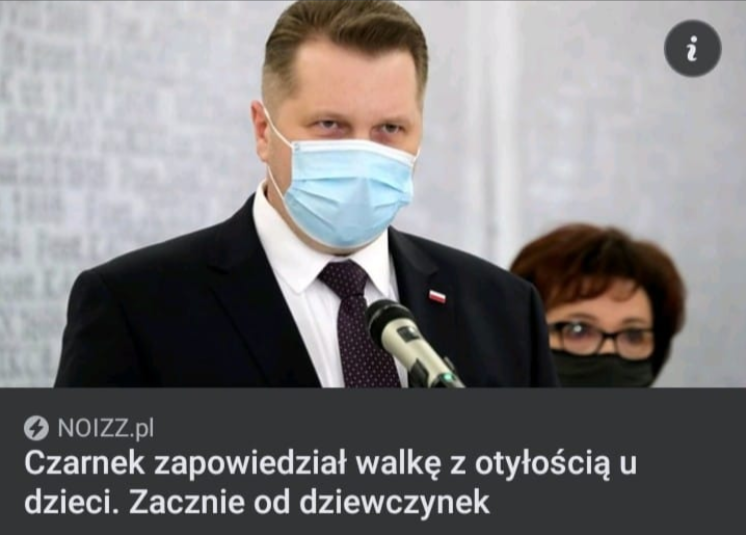 NOIZZ.pl
Czarnek zapowiedział walkę z otyłością u
dzieci. Zacznie od dziewczynek